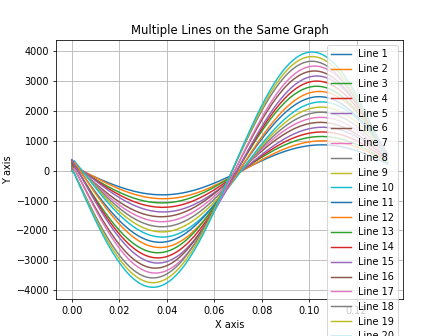 Multiple Lines on the Same Graph
Y axis
4000
3000
2000
1000
0
−1000
−2000
−3000
−4000
0.00
0.02
0.04
0.06
0.08
0.10
X axis
Line 1
Line 2
Line 3
Line 4
Line 5
Line 6
Line 8
Line 9
Line 10
Line 11
Line 12
Line 13
Line 14
Line 15
Line 16
Line 17
Line 18
Line 19
Line 20